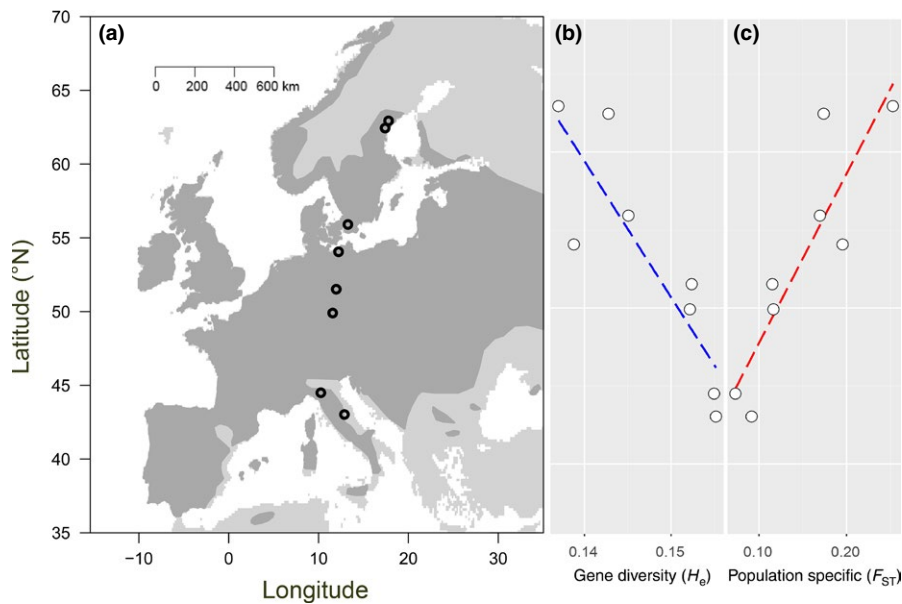 (a)
(b)
(c)
0 200 400 600 km
70
65
60
55
50
45
40
35
Latitude (°N)
−10 0 10 20 30
Longitude
0.14 0.15
Gene diversity (He)
0.10 0.20
Population specific (FST)